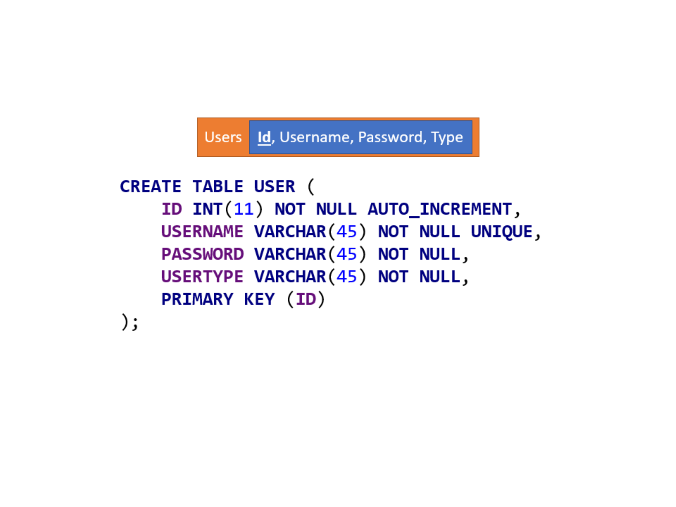 Users Id, Username, Password, Type
CREATE TABLE USER (
ID INT(11) NOT NULL AUTO_INCREMENT,
USERNAME VARCHAR(45) NOT NULL UNIQUE,
PASSWORD VARCHAR(45) NOT NULL,
USERTYPE VARCHAR(45) NOT NULL,
PRIMARY KEY (ID)
);